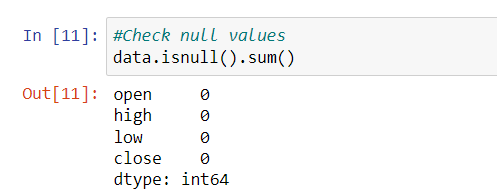 In [11]: #Check null values
data.isnull().sum()
Out[11]: open 0
high 0
low 0
close 0
dtype: int64